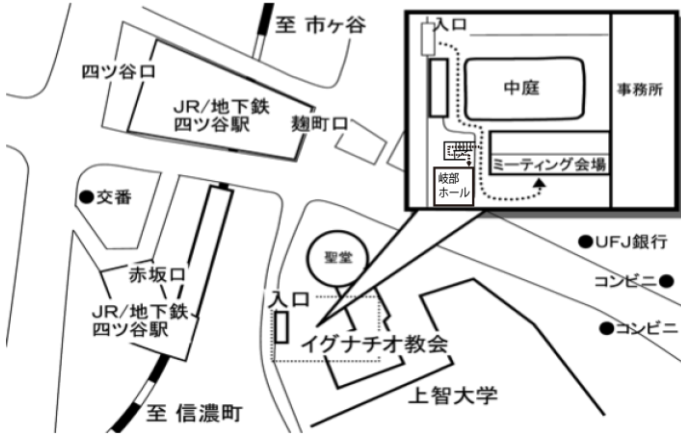 至 市ヶ谷
四ツ谷口
JR/地下鉄
四ツ谷駅
麹町口
交番
赤坂口
JR/地下鉄
四ツ谷駅
至 信濃町
聖堂
入口
イグナチオ教会
上智大学
UFJ銀行
コンビニ
コンビニ
入口
中庭
事務所
ミーティング会場
岐部
ホール